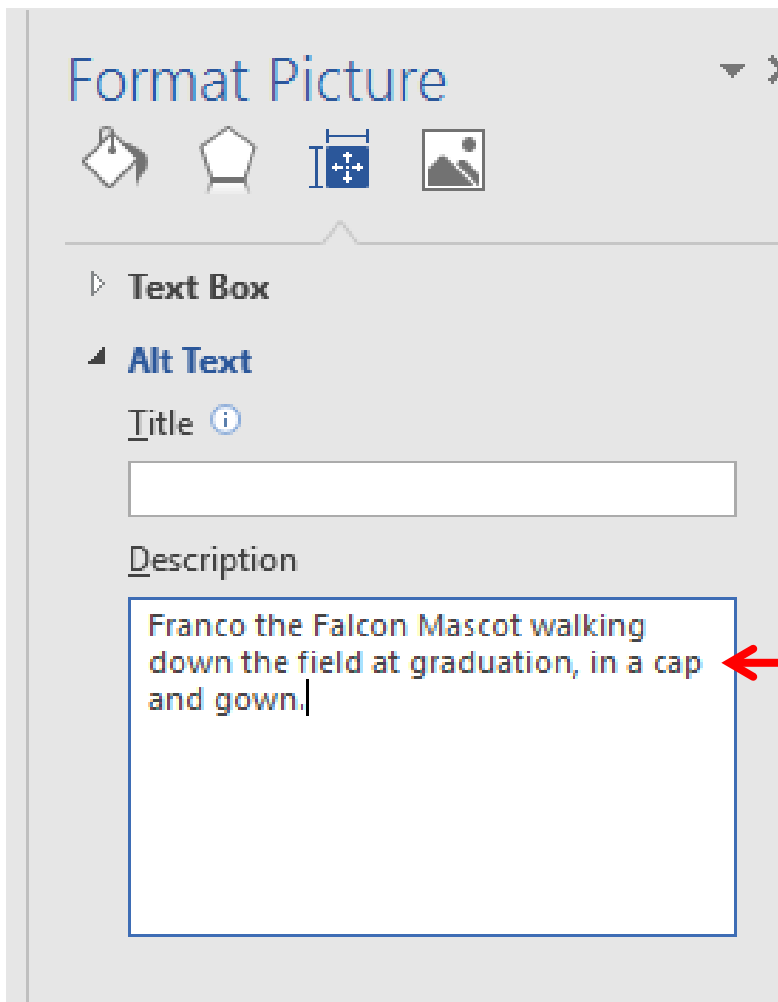 Format Picture
Text Box
Alt Text
Title
Description
Franco the Falcon Mascot walking
down the field at graduation, in a cap
and gown.